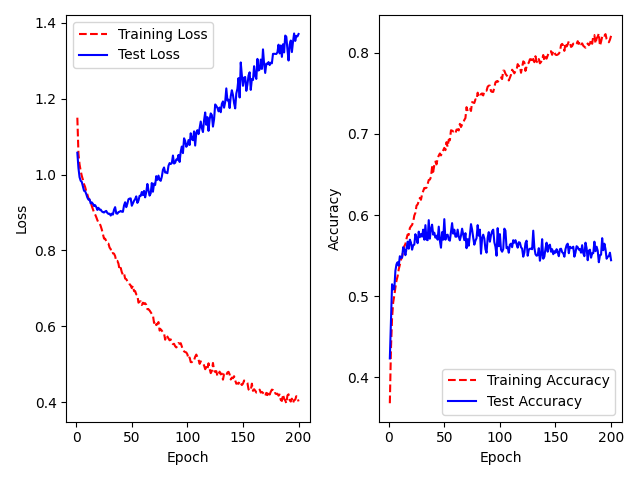 1.4
1.2
1.0
0.8
0.6
0.4
Loss
0
50
100
150
200
Epoch
Training Loss
Test Loss
0.8
0.7
0.6
0.5
0.4
Accuracy
0
50
100
150
200
Epoch
Training Accuracy
Test Accuracy